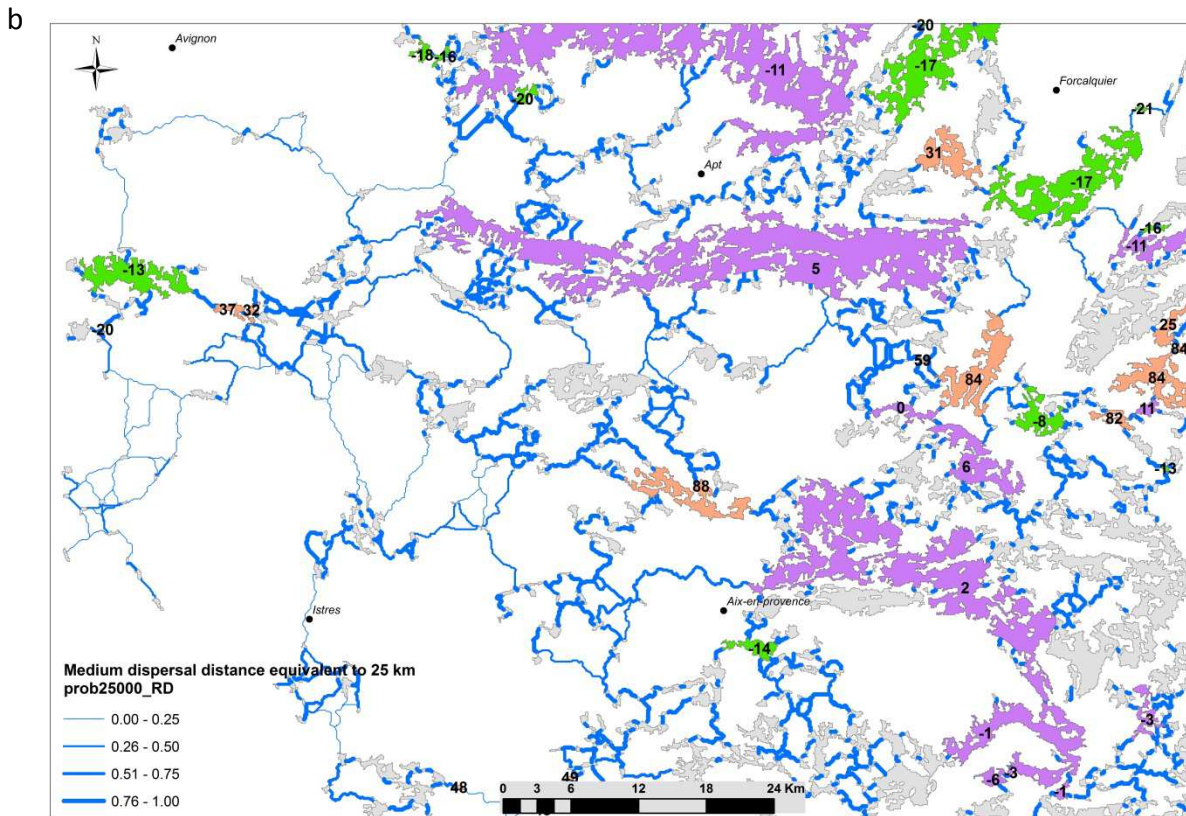 b
-20
Avignon
N
-18
-16
-11
-17
Forcalquier
-20
-21
31
Apt
-17
-16
-11
5
-13
37
32
-20
25
84
59
84
84
0
11
82
-8
6
-13
88
2
Aix-en-provence
Istres
-14
Medium dispersal distance equivalent to 25 km
prob25000_RD
0.00 - 0.25
0.26 - 0.50
0.51 - 0.75
0.76 - 1.00
-3
-1
-3
-6
-1
49
48
0 3 6 12 18 24 Km